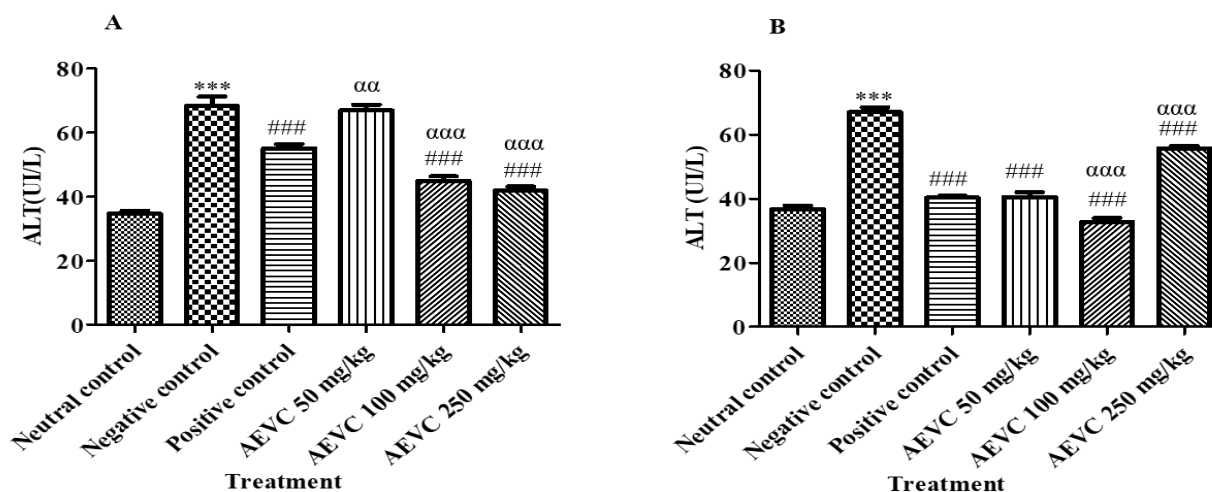 A
ALT(UI/L)
80
60
40
20
0
***
###
αα
ααα
###
ααα
###
Neutral control
Negative control
Positive control
AEVC 50 mg/kg
AEVC 100 mg/kg
AEVC 250 mg/kg
Treatment
B
ALT (UI/L)
80
60
40
20
0
***
###
###
ααα
###
ααα
###
Neutral control
Negative control
Positive control
AEVC 50 mg/kg
AEVC 100 mg/kg
AEVC 250 mg/kg
Treatment